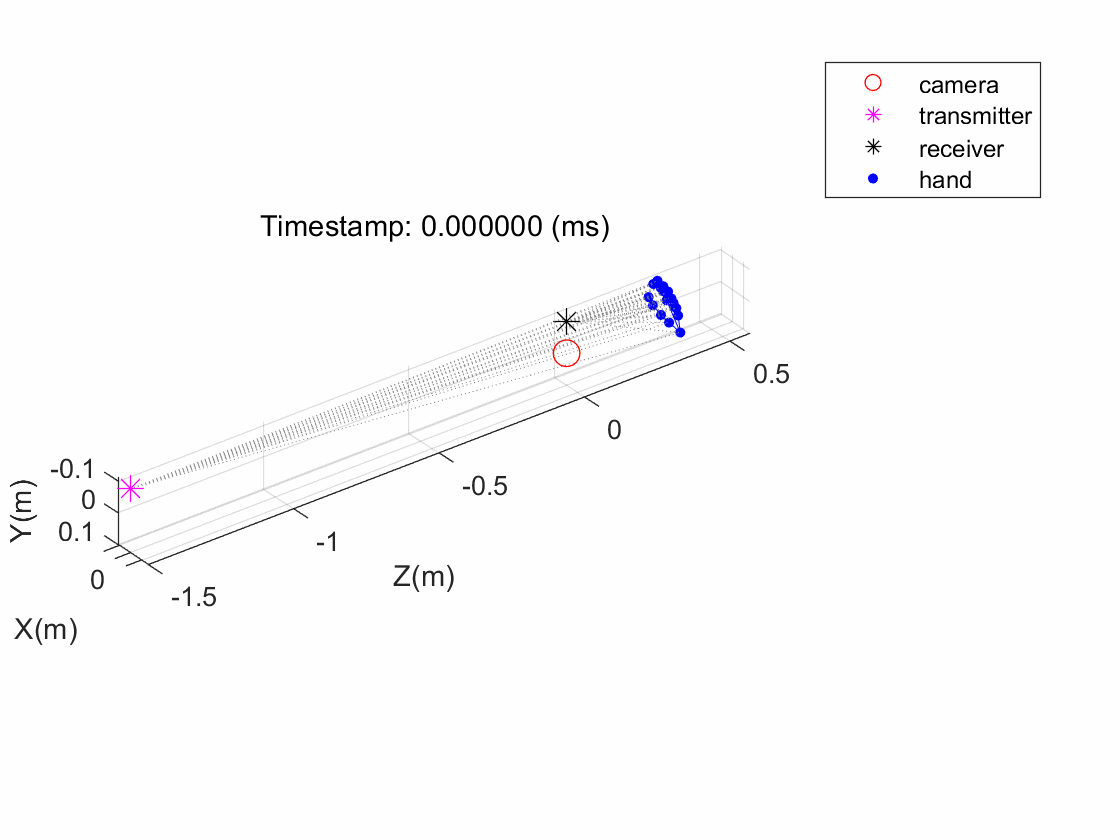 camera
transmitter
receiver
hand
Timestamp: 0.000000 (ms)
0.5
0
-0.5
-1
-1.5
Z(m)
-0.1
0
0.1
Y(m)
0
X(m)